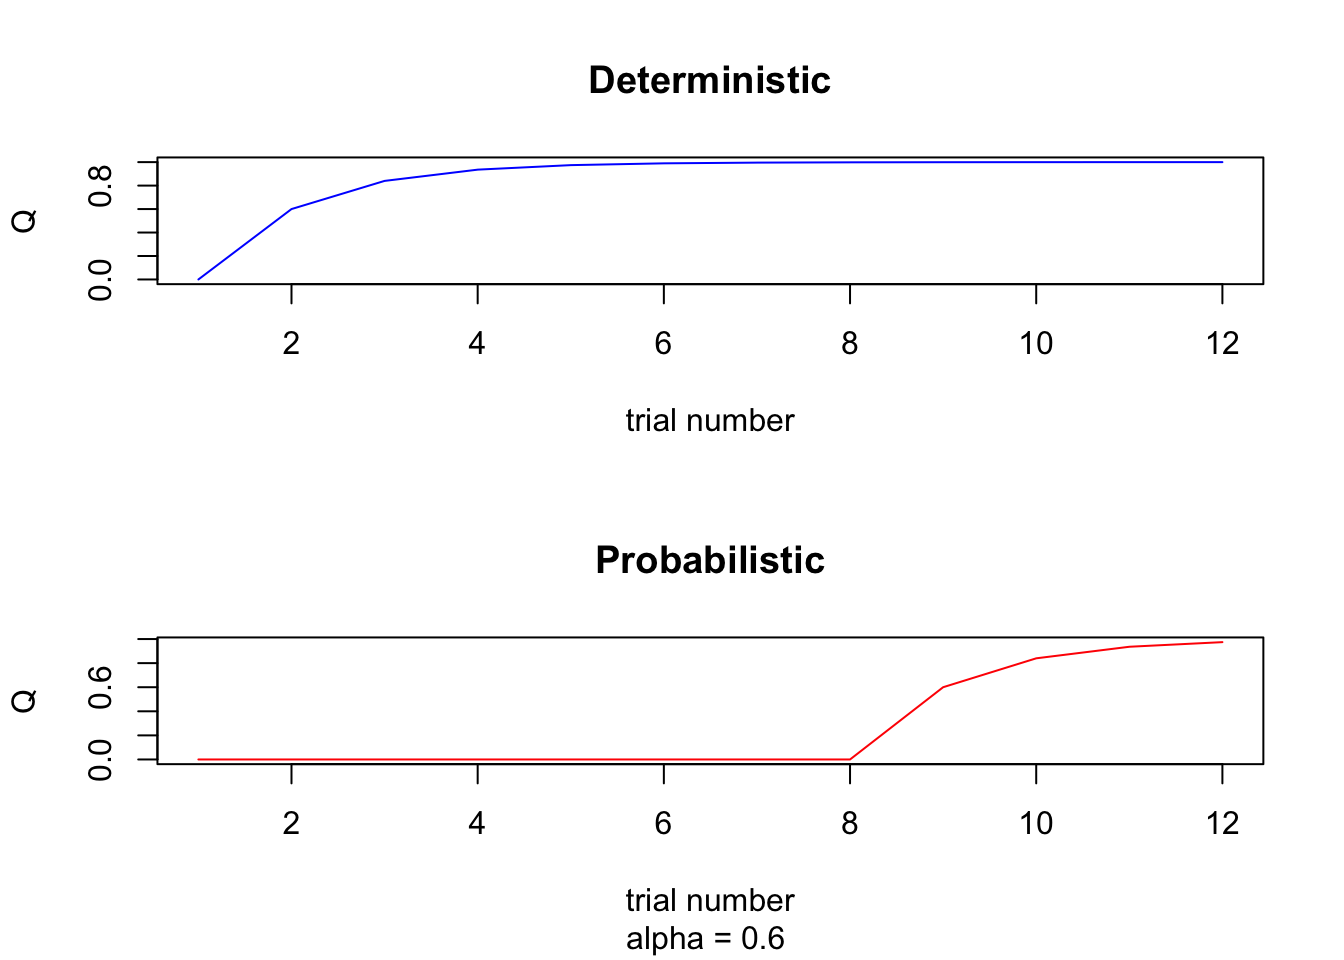 Deterministic
Q
0.8
0.0
2 4 6 8 10 12
trial number
Probabilistic
Q
0.6
0.0
2 4 6 8 10 12
trial number
alpha = 0.6